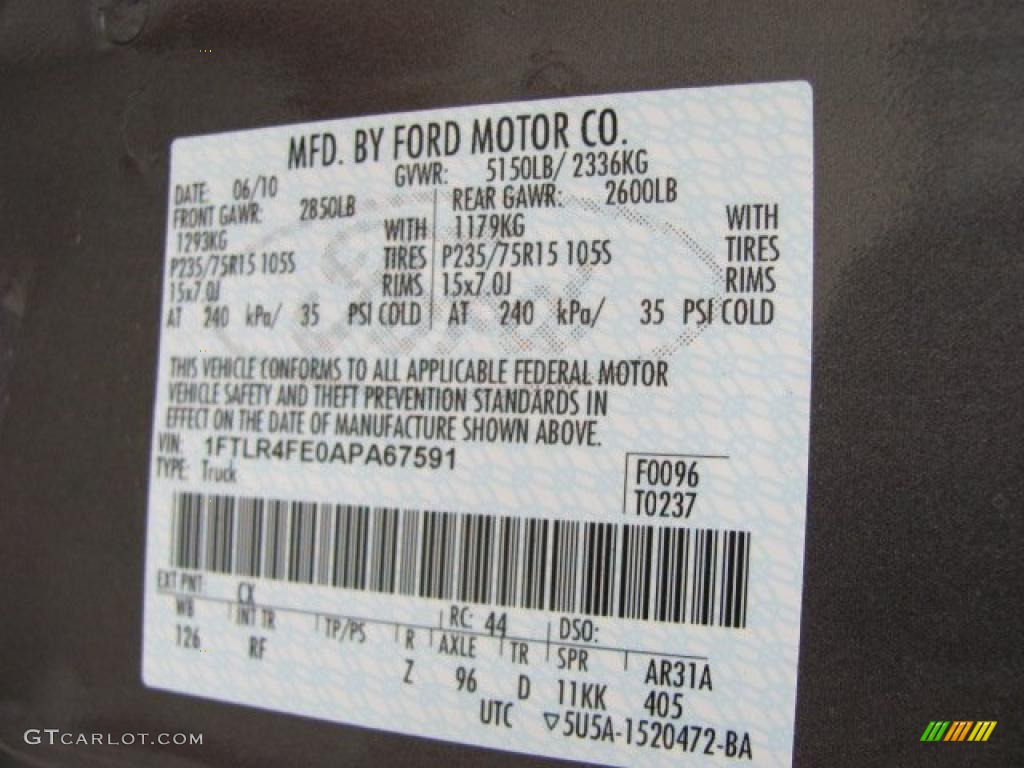 MFD. BY FORD MOTOR CO.
DATE: 06/10 GVWR: 5150LB/ 2336KG
FRONT GAWR: 2850LB REAR GAWR: 2600LB
1293KG WITH 1179KG WITH
P235/75R15 105S TIRES P235/75R15 105S TIRES
15x7.0J RIMS 15x7.0J RIMS
AT 240 kPa/ 35 PSI COLD AT 240 kPa/ 35 PSI COLD
THIS VEHICLE CONFORMS TO ALL APPLICABLE FEDERAL MOTOR
VEHICLE SAFETY AND THEFT PREVENTION STANDARDS IN
EFFECT ON THE DATE OF MANUFACTURE SHOWN ABOVE.
VIN: 1FTLR4FE0APA67591
TYPE: Truck
F0096
T0237
EXT PNT: CX RC: 44 DSO:
WB INT TR TP/PS R AXLE TR SPR AR31A
126 RF Z 96 D 11KK 405
UTC ▽5U5A-1520472-BA
GTCARLOT.COM